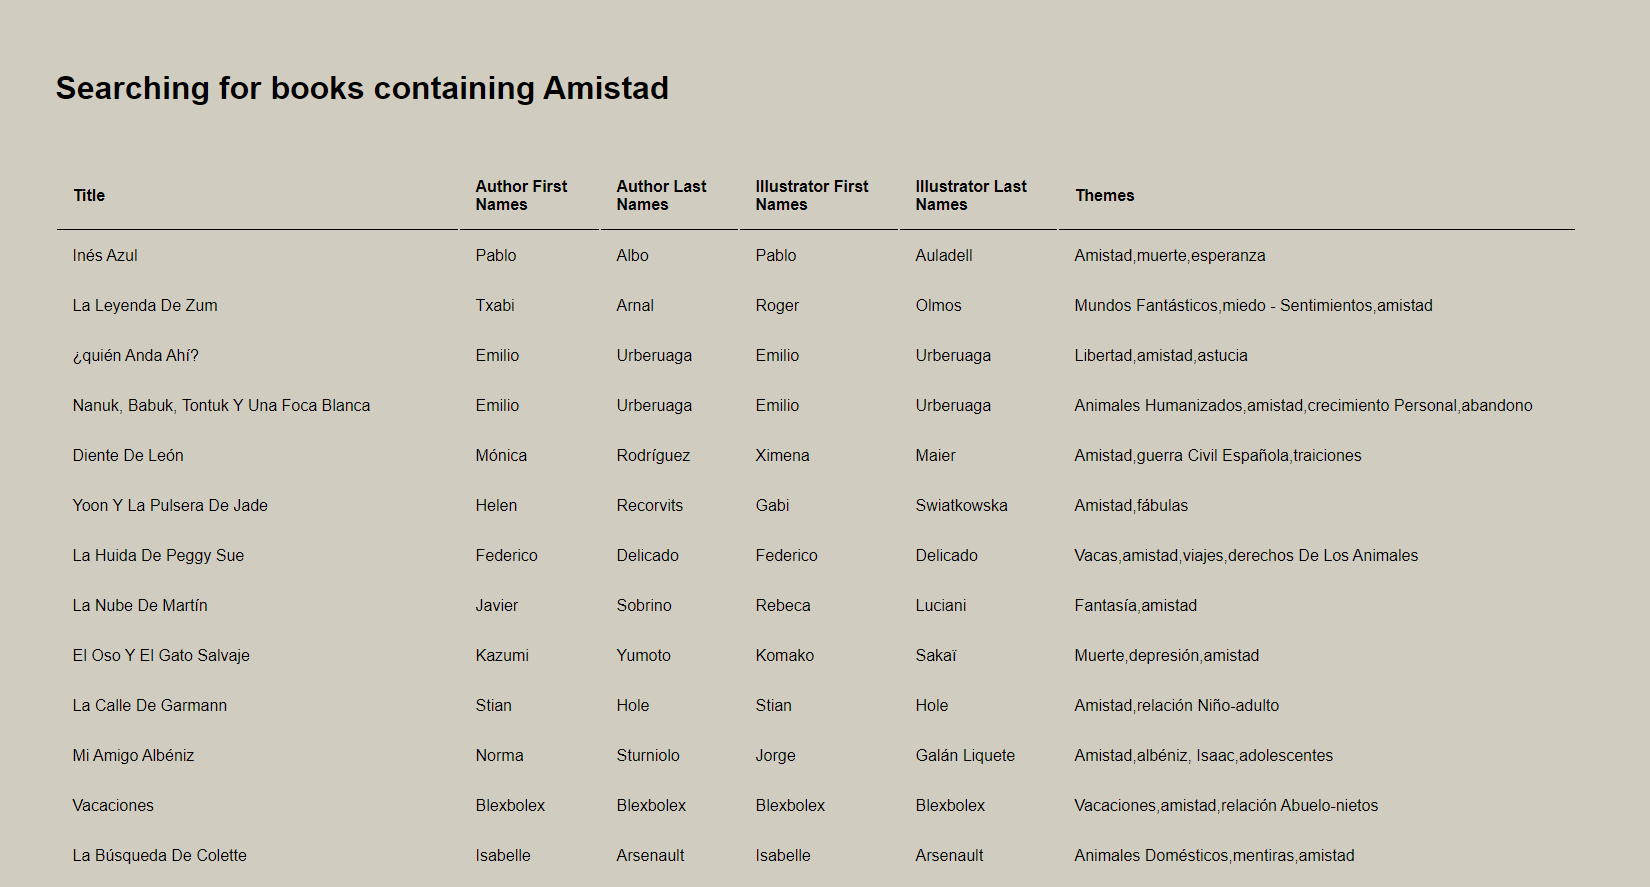 Searching for books containing Amistad
Title Author First Names Author Last Names Illustrator First Names Illustrator Last Names Themes
Inés Azul Pablo Albo Pablo Auladell Amistad,muerte,esperanza
La Leyenda De Zum Txabi Arnal Roger Olmos Mundos Fantásticos,miedo - Sentimientos,amistad
¿quién Anda Ahí? Emilio Urberuaga Emilio Urberuaga Libertad,amistad,astucia
Nanuk, Babuk, Tontuk Y Una Foca Blanca Emilio Urberuaga Emilio Urberuaga Animales Humanizados,amistad,crecimiento Personal,abandono
Diente De León Mónica Rodríguez Ximena Maier Amistad,guerra Civil Española,traiciones
Yoon Y La Pulsera De Jade Helen Recorvits Gabi Swiatkowska Amistad,fábulas
La Huida De Peggy Sue Federico Delicado Federico Delicado Vacas,amistad,viajes,derechos De Los Animales
La Nube De Martín Javier Sobrino Rebeca Luciani Fantasía,amistad
El Oso Y El Gato Salvaje Kazumi Yumoto Komako Sakaï Muerte,depresión,amistad
La Calle De Garmann Stian Hole Stian Hole Amistad,relación Niño-adulto
Mi Amigo Albéniz Norma Sturniolo Jorge Galán Liquete Amistad,albéniz, Isaac,adolescentes
Vacaciones Blexbolex Blexbolex Blexbolex Blexbolex Vacaciones,amistad,relación Abuelo-nietos
La Búsqueda De Colette Isabelle Arsenault Isabelle Arsenault Animales Domésticos,mentiras,amistad